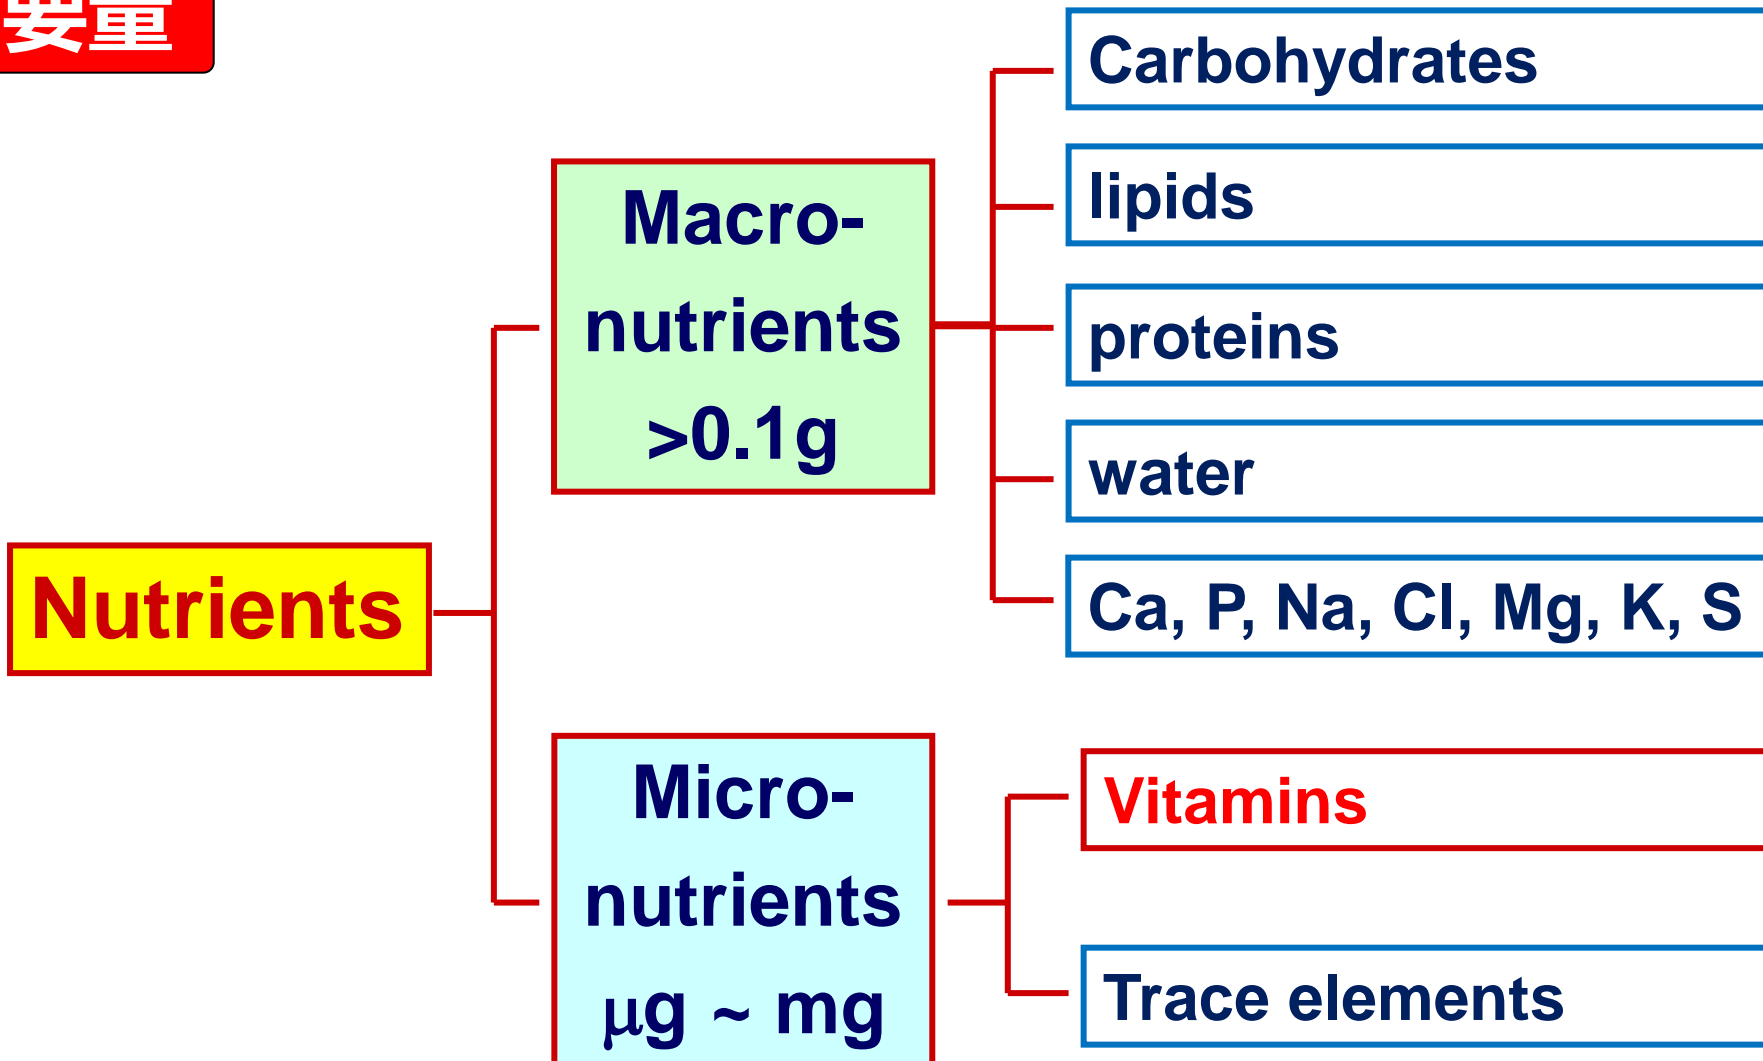 要量
Carbohydrates
lipids
Macro-
nutrients
>0.1g
proteins
water
Ca, P, Na, Cl, Mg, K, S
Nutrients
Micro-
nutrients
μg ~ mg
Vitamins
Trace elements